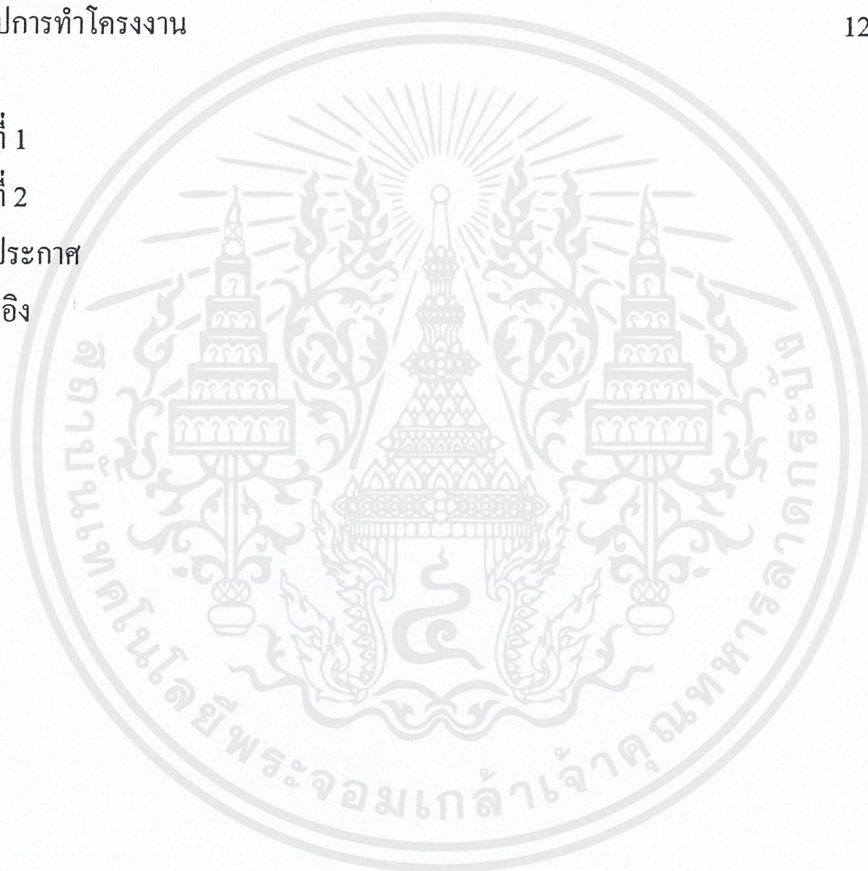 ปการทำโครงงาน 12
ที่ 1
ที่ 2
ประกาศ
อิง
สถาบันเทคโนโลยีพระจอมเกล้าเจ้าคุณทหารลาดกระบัง